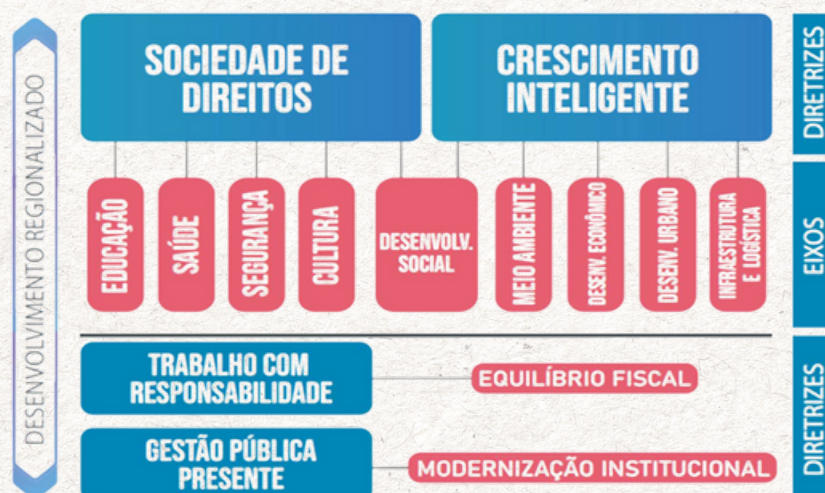 DESENVOLVIMENTO REGIONALIZADO
SOCIEDADE DE
DIREITOS
CRESCIMENTO
INTELIGENTE
DIRETRIZES
EDUCAÇÃO
SAÚDE
SEGURANÇA
CULTURA
DESENVOLV.
SOCIAL
MEIO AMBIENTE
DESENV. ECONÔMICO
DESENV. URBANO
INFRAESTRUTURA
E LOGÍSTICA
EIXOS
TRABALHO COM
RESPONSABILIDADE
EQUILÍBRIO FISCAL
GESTÃO PÚBLICA
PRESENTE
MODERNIZAÇÃO INSTITUCIONAL
DIRETRIZES